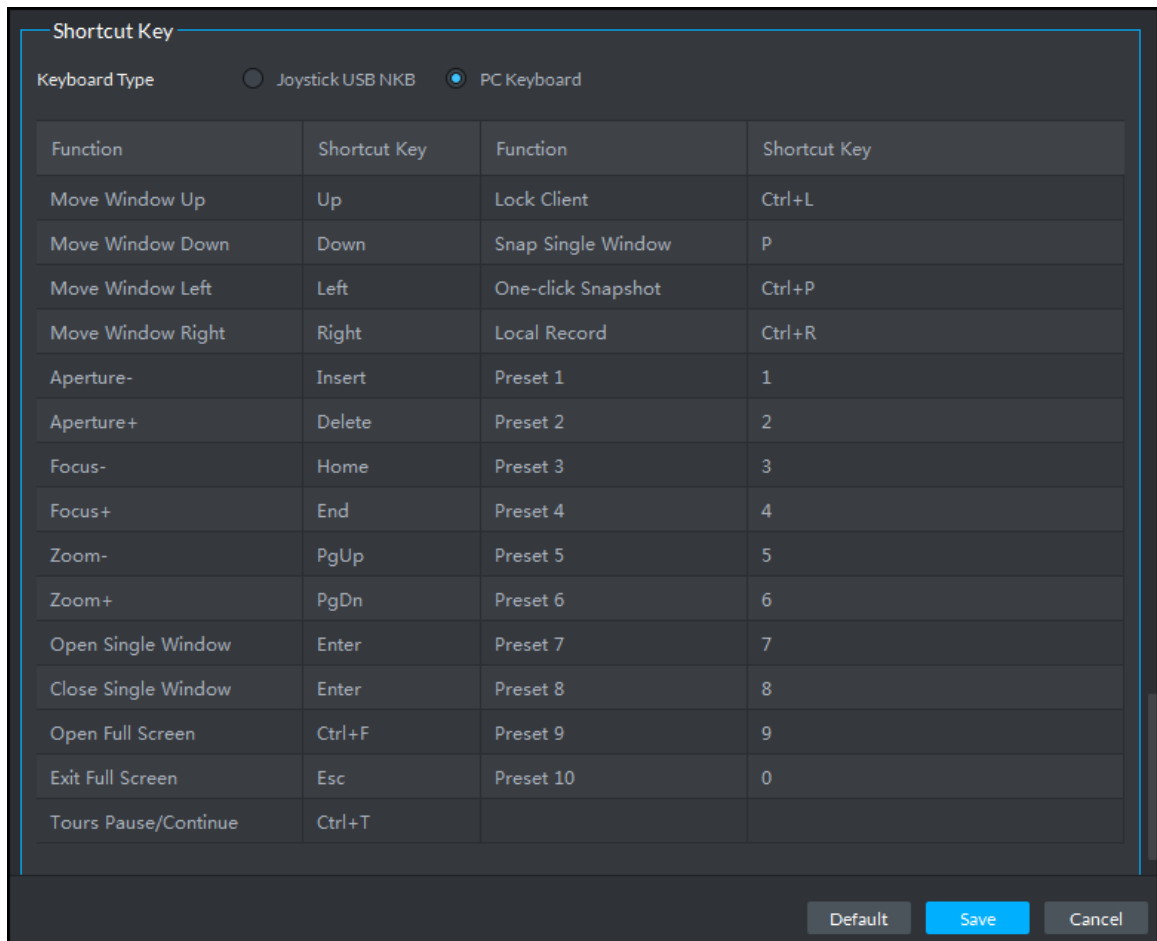 Shortcut Key
Keyboard Type Joystick USB NKB PC Keyboard
Function Shortcut Key Function Shortcut Key
Move Window Up Up Lock Client Ctrl+L
Move Window Down Down Snap Single Window P
Move Window Left Left One-click Snapshot Ctrl+P
Move Window Right Right Local Record Ctrl+R
Aperture- Insert Preset 1 1
Aperture+ Delete Preset 2 2
Focus- Home Preset 3 3
Focus+ End Preset 4 4
Zoom- PgUp Preset 5 5
Zoom+ PgDn Preset 6 6
Open Single Window Enter Preset 7 7
Close Single Window Enter Preset 8 8
Open Full Screen Ctrl+F Preset 9 9
Exit Full Screen Esc Preset 10 0
Tours Pause/Continue Ctrl+T
Default Save Cancel